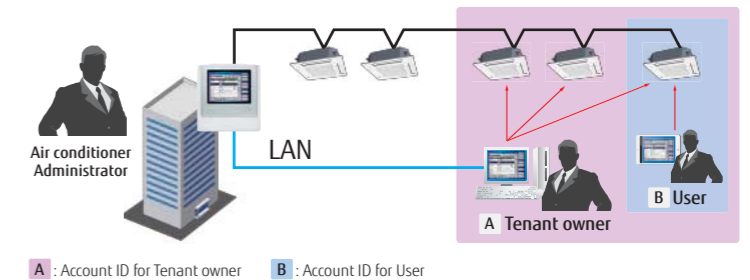 LAN
Air conditioner
Administrator
B User
A Tenant owner
A : Account ID for Tenant owner B : Account ID for User